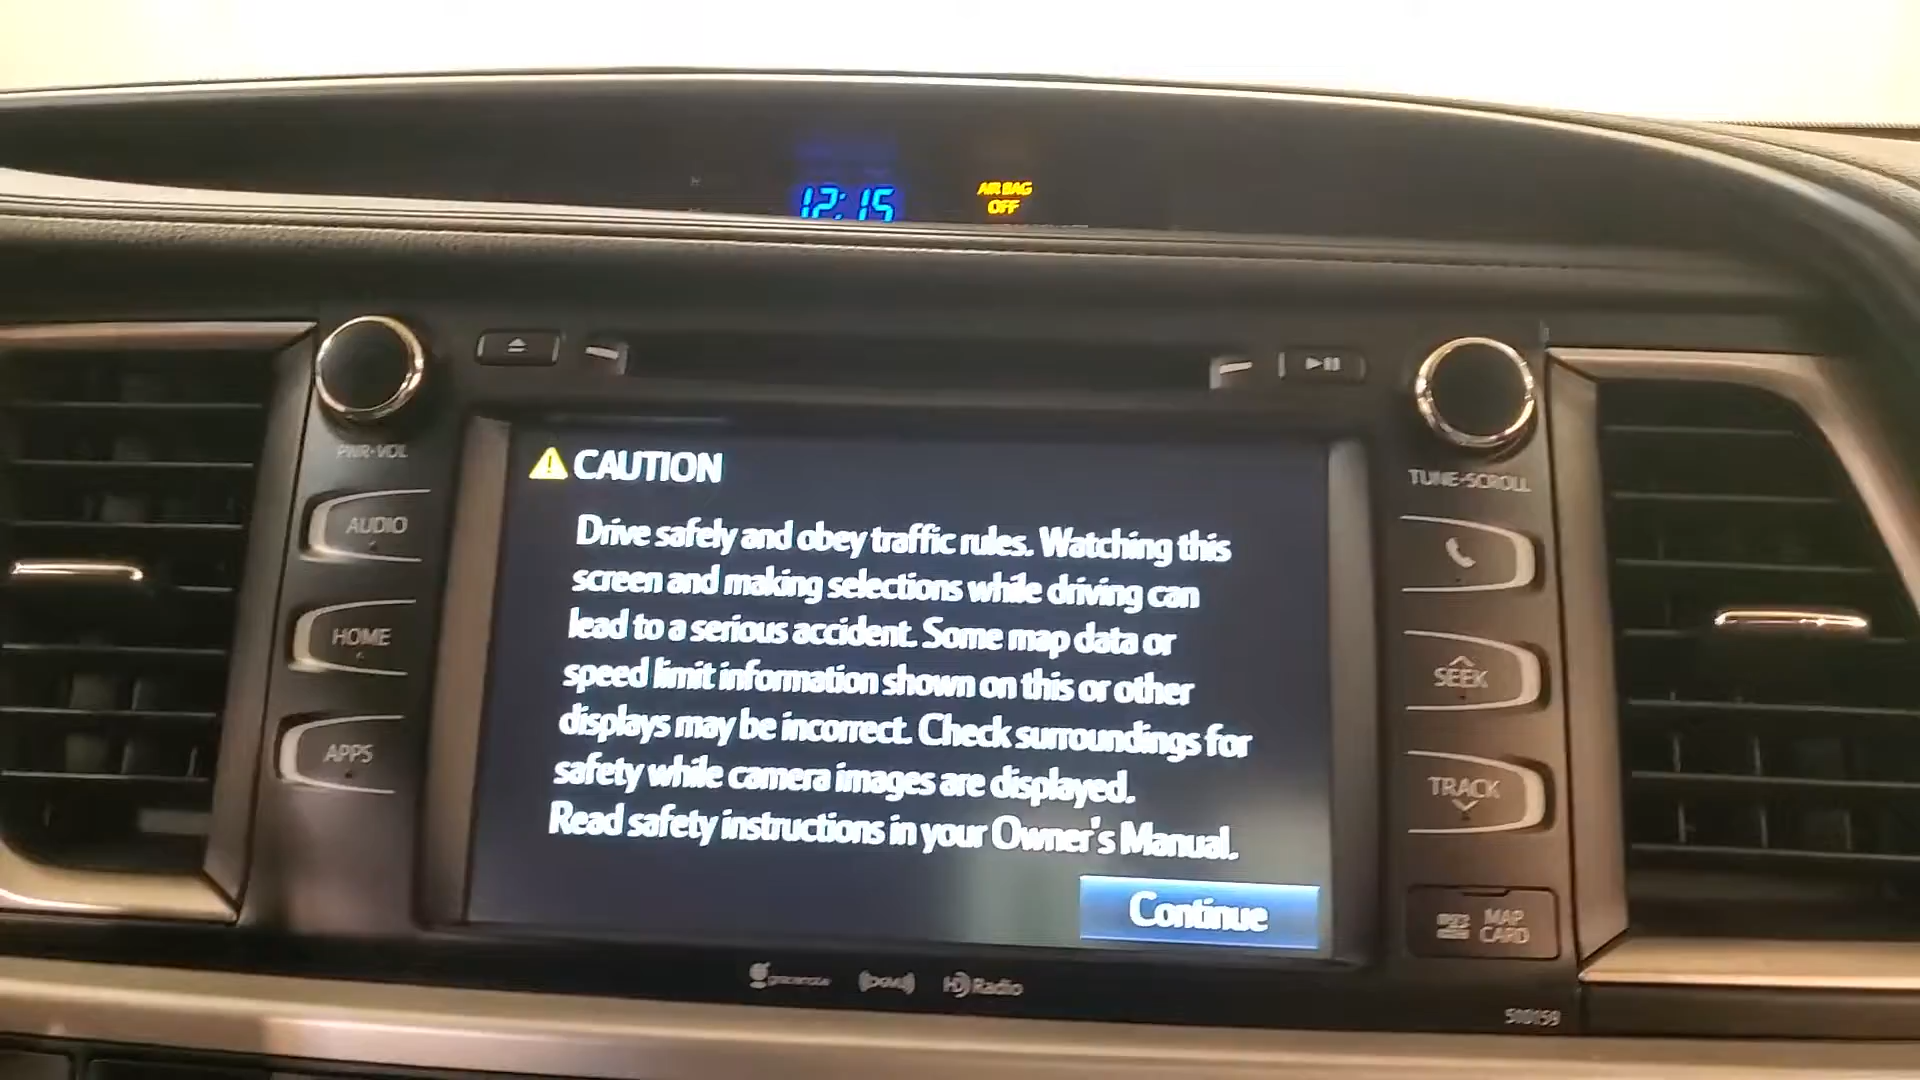 12:15
AIR BAG
OFF
PWR•VOL
TUNE•SCROLL
AUDIO
HOME
APPS
CAUTION
Drive safely and obey traffic rules. Watching this
screen and making selections while driving can
lead to a serious accident. Some map data or
speed limit information shown on this or other
displays may be incorrect. Check surroundings for
safety while camera images are displayed.
Read safety instructions in your Owner's Manual.
Continue
SEEK
TRACK
MAP
CARD
HD Radio
510159